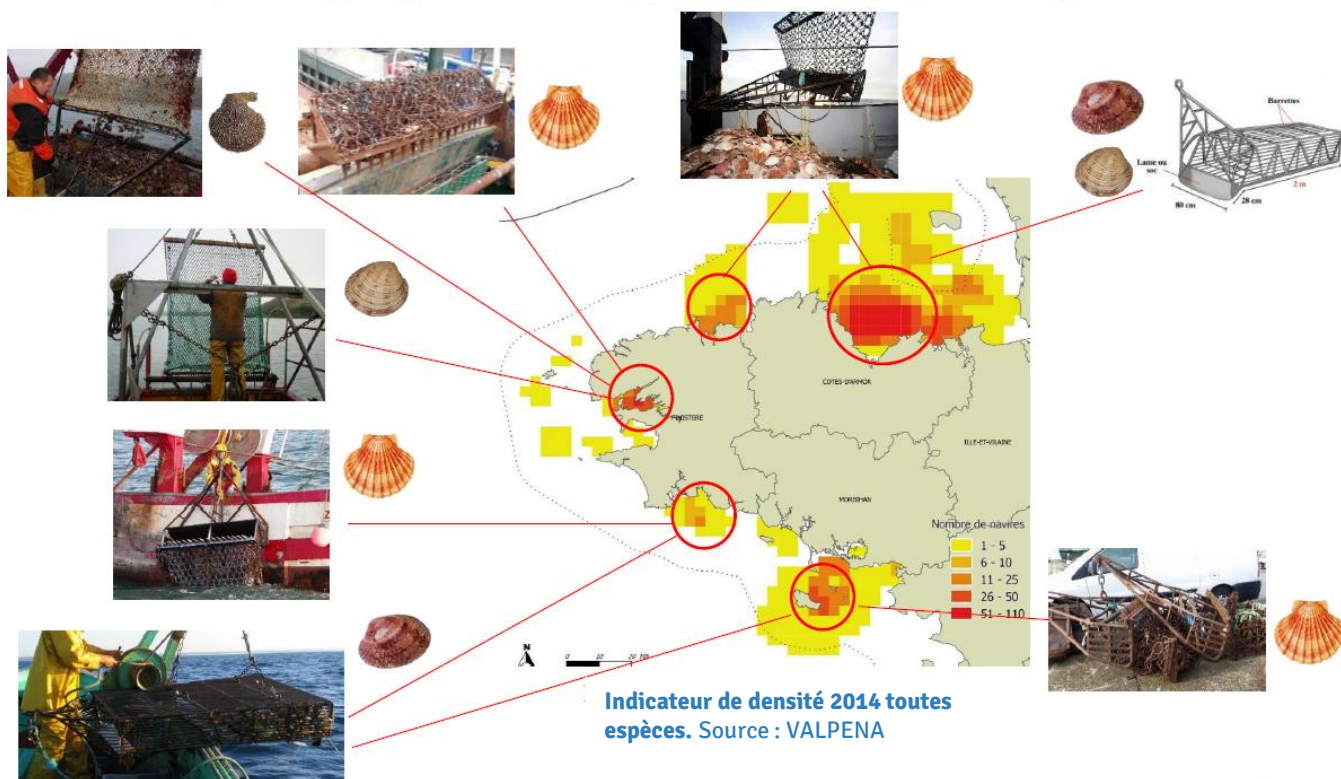 Barrettes
Lame ou
soc
2 m
28 cm
80 cm
COTES-D'ARMOR
FINISTERE
ILLE-ET-VILAINE
MORBIHAN
Nombre de navires
1 - 5
6 - 10
11 - 25
26 - 50
51 - 110
N
Indicateur de densité 2014 toutes
espèces. Source : VALPENA